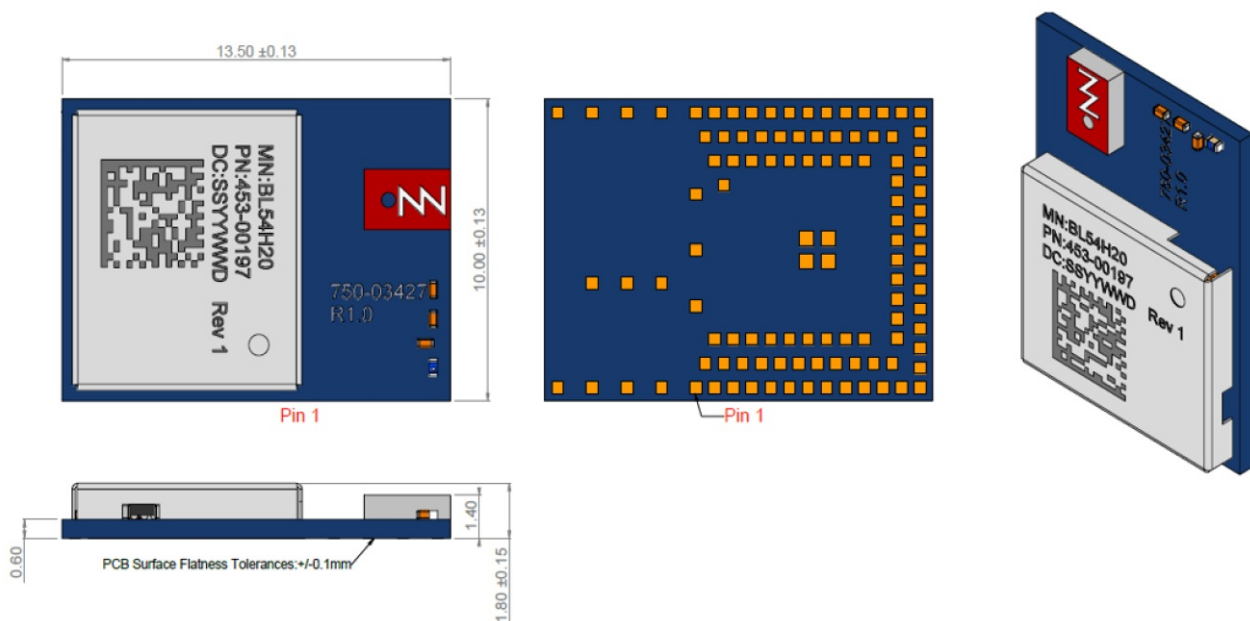 13.50 ±0.13
MN:BL54H20
PN:453-00197
DC:SSYYWWD
Rev 1
750-03427
R1.0
10.00 ±0.13
Pin 1
Pin 1
MN:BL54H20
PN:453-00197
DC:SSYYWWD
Rev 1
R1.0
0.60
PCB Surface Flatness Tolerances:+/-0.1mm
1.40
1.80 ±0.15